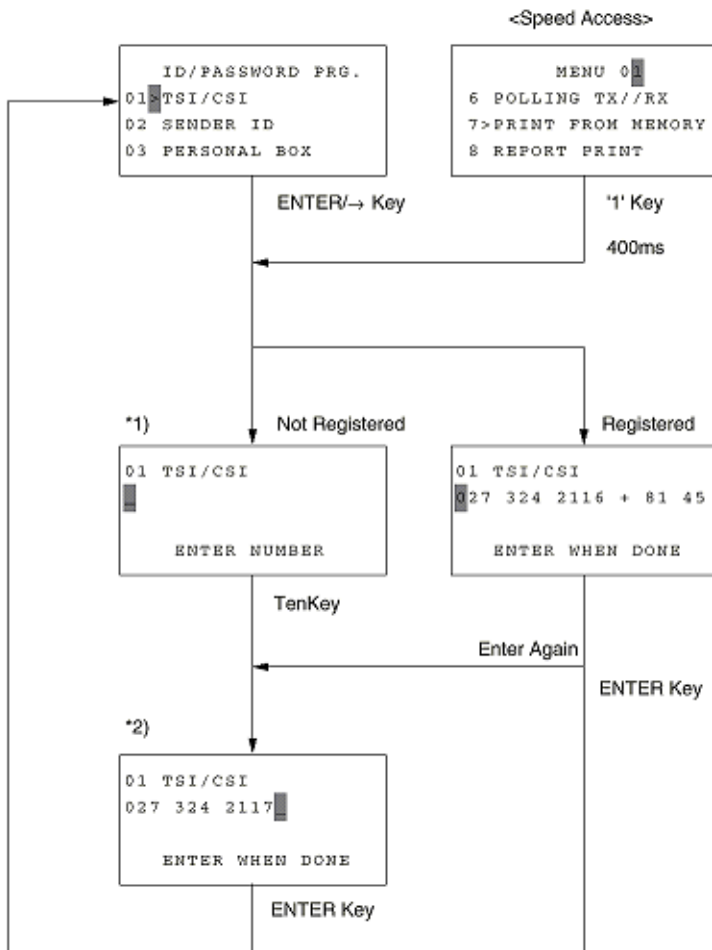 <Speed Access>
ID/PASSWORD PRG.
01>TSI/CSI
02 SENDER ID
03 PERSONAL BOX
MENU 01
6 POLLING TX//RX
7>PRINT FROM MEMORY
8 REPORT PRINT
ENTER/→ Key
'1' Key
400ms
*1)
Not Registered
Registered
01 TSI/CSI
_
ENTER NUMBER
01 TSI/CSI
027 324 2116 + 81 45
ENTER WHEN DONE
TenKey
Enter Again
ENTER Key
*2)
01 TSI/CSI
027 324 2117_
ENTER WHEN DONE
ENTER Key